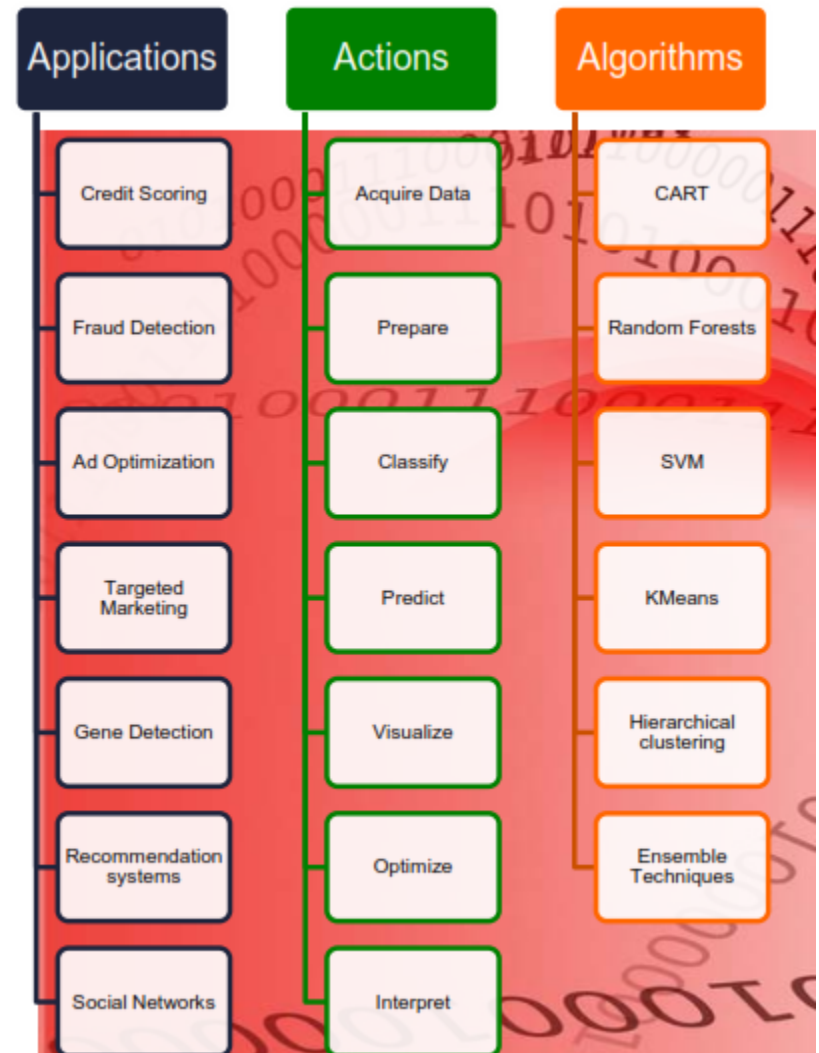 Applications
Credit Scoring
Fraud Detection
Ad Optimization
Targeted
Marketing
Gene Detection
Recommendation
systems
Social Networks
Actions
Acquire Data
Prepare
Classify
Predict
Visualize
Optimize
Interpret
Algorithms
CART
Random Forests
SVM
KMeans
Hierarchical
clustering
Ensemble
Techniques